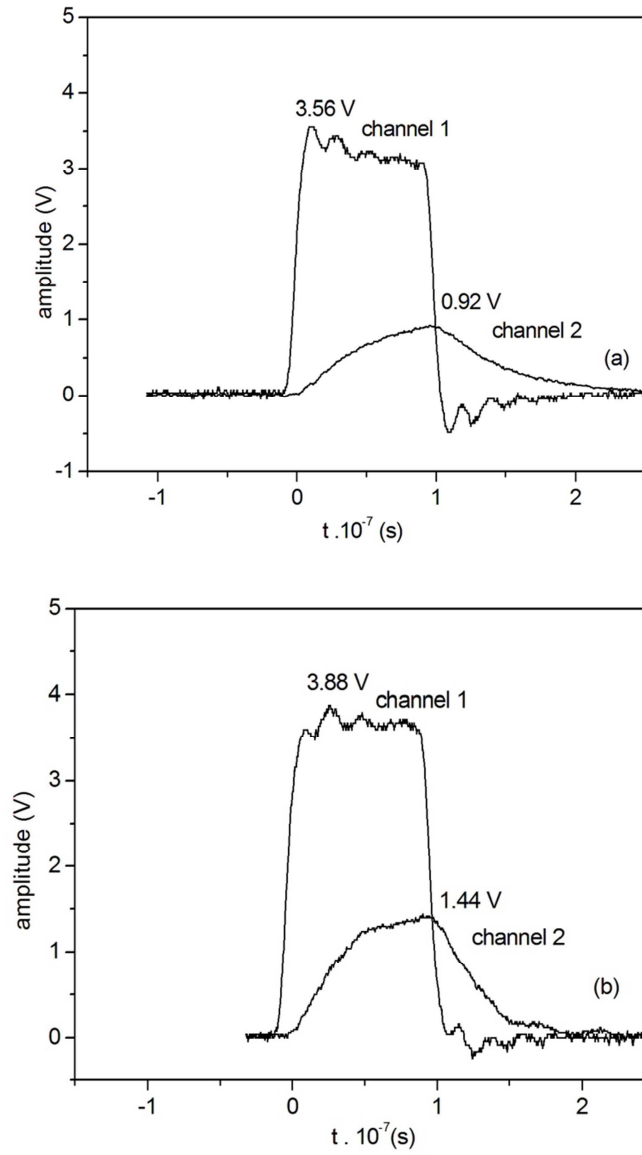 5
4
3
2
1
0
-1
amplitude (V)
3.56 V
channel 1
0.92 V
channel 2
(a)
-1
0
1
2
t .10⁻⁷ (s)
5
4
3
2
1
0
amplitude (V)
3.88 V
channel 1
1.44 V
channel 2
(b)
-1
0
1
2
t . 10⁻⁷(s)